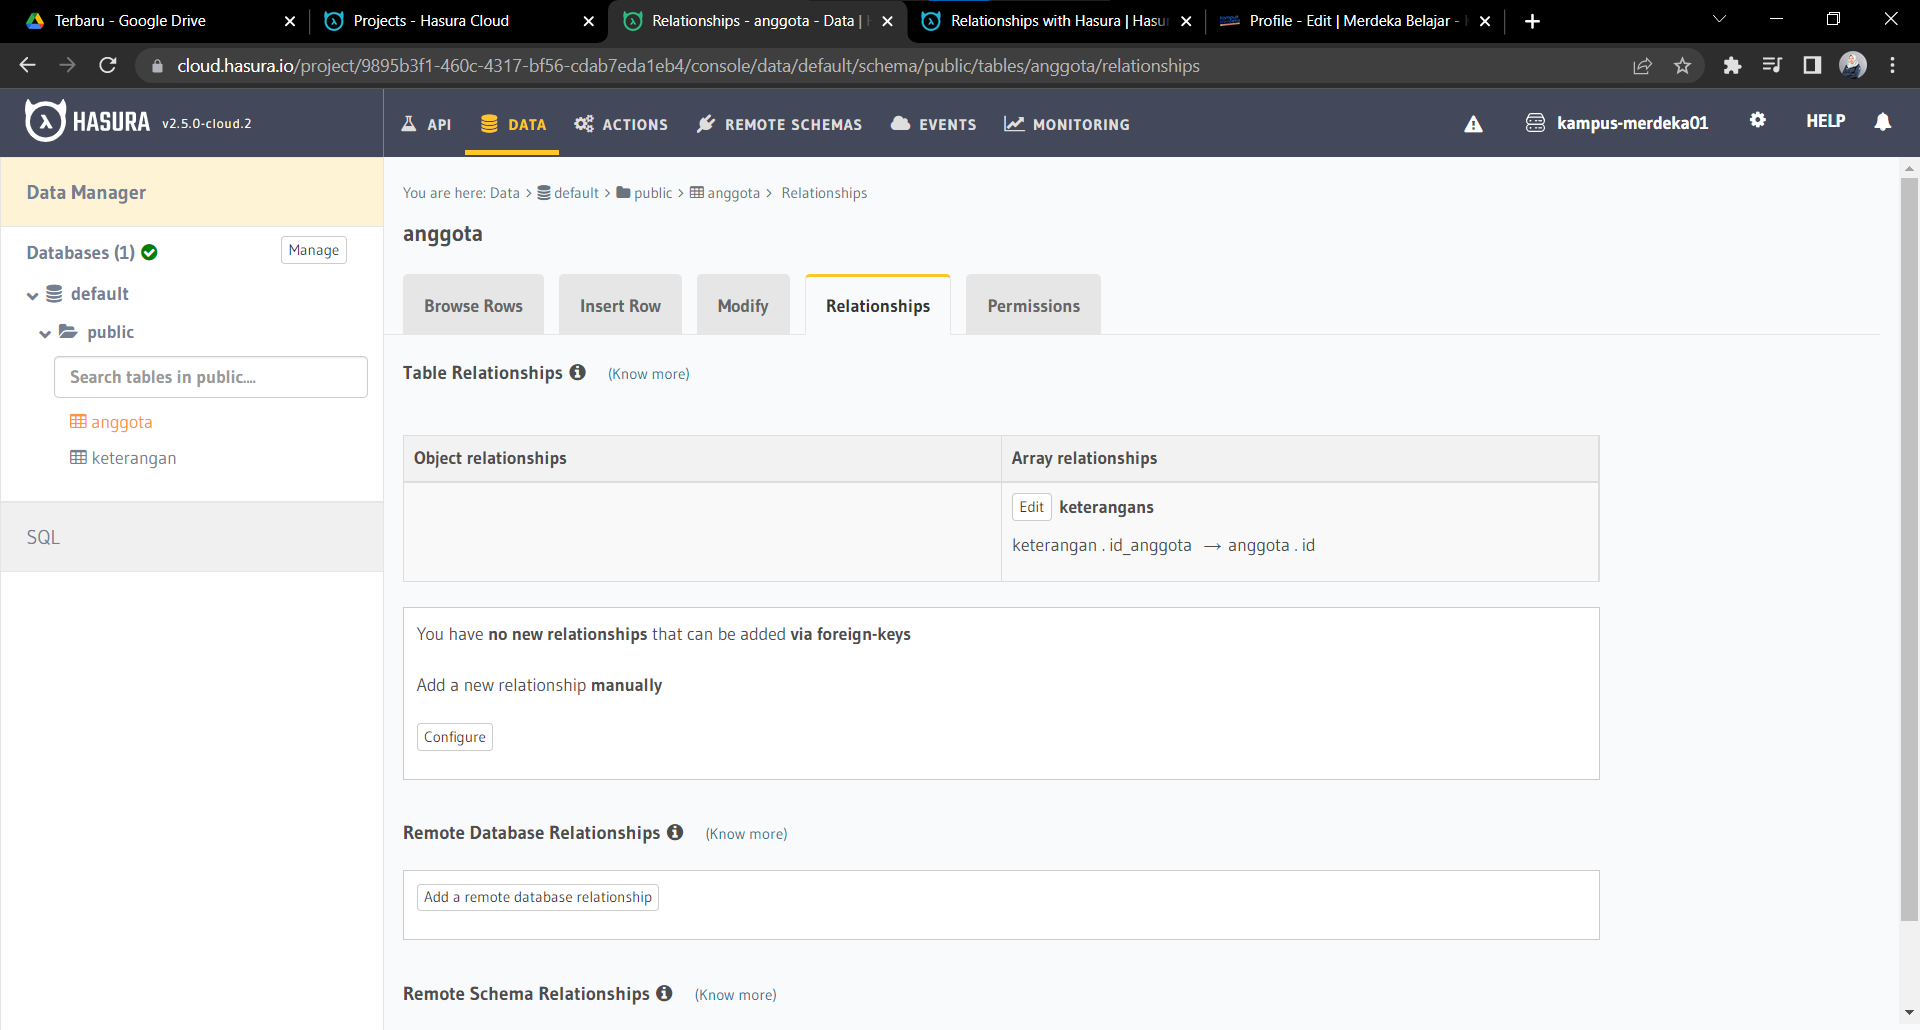 Terbaru - Google Drive
Projects - Hasura Cloud
Relationships - anggota - Data |
Relationships with Hasura | Hasu
Profile - Edit | Merdeka Belajar -
cloud.hasura.io/project/9895b3f1-460c-4317-bf56-cdab7eda1eb4/console/data/default/schema/public/tables/anggota/relationships
HASURA v2.5.0-cloud.2
API
DATA
ACTIONS
REMOTE SCHEMAS
EVENTS
MONITORING
kampus-merdeka01
HELP
Data Manager
Databases (1)
Manage
default
public
Search tables in public....
anggota
keterangan
SQL
You are here: Data > default > public > anggota > Relationships
anggota
Browse Rows
Insert Row
Modify
Relationships
Permissions
Table Relationships (Know more)
Object relationships
Array relationships
Edit keterangans
keterangan . id_anggota → anggota . id
You have no new relationships that can be added via foreign-keys
Add a new relationship manually
Configure
Remote Database Relationships (Know more)
Add a remote database relationship
Remote Schema Relationships (Know more)